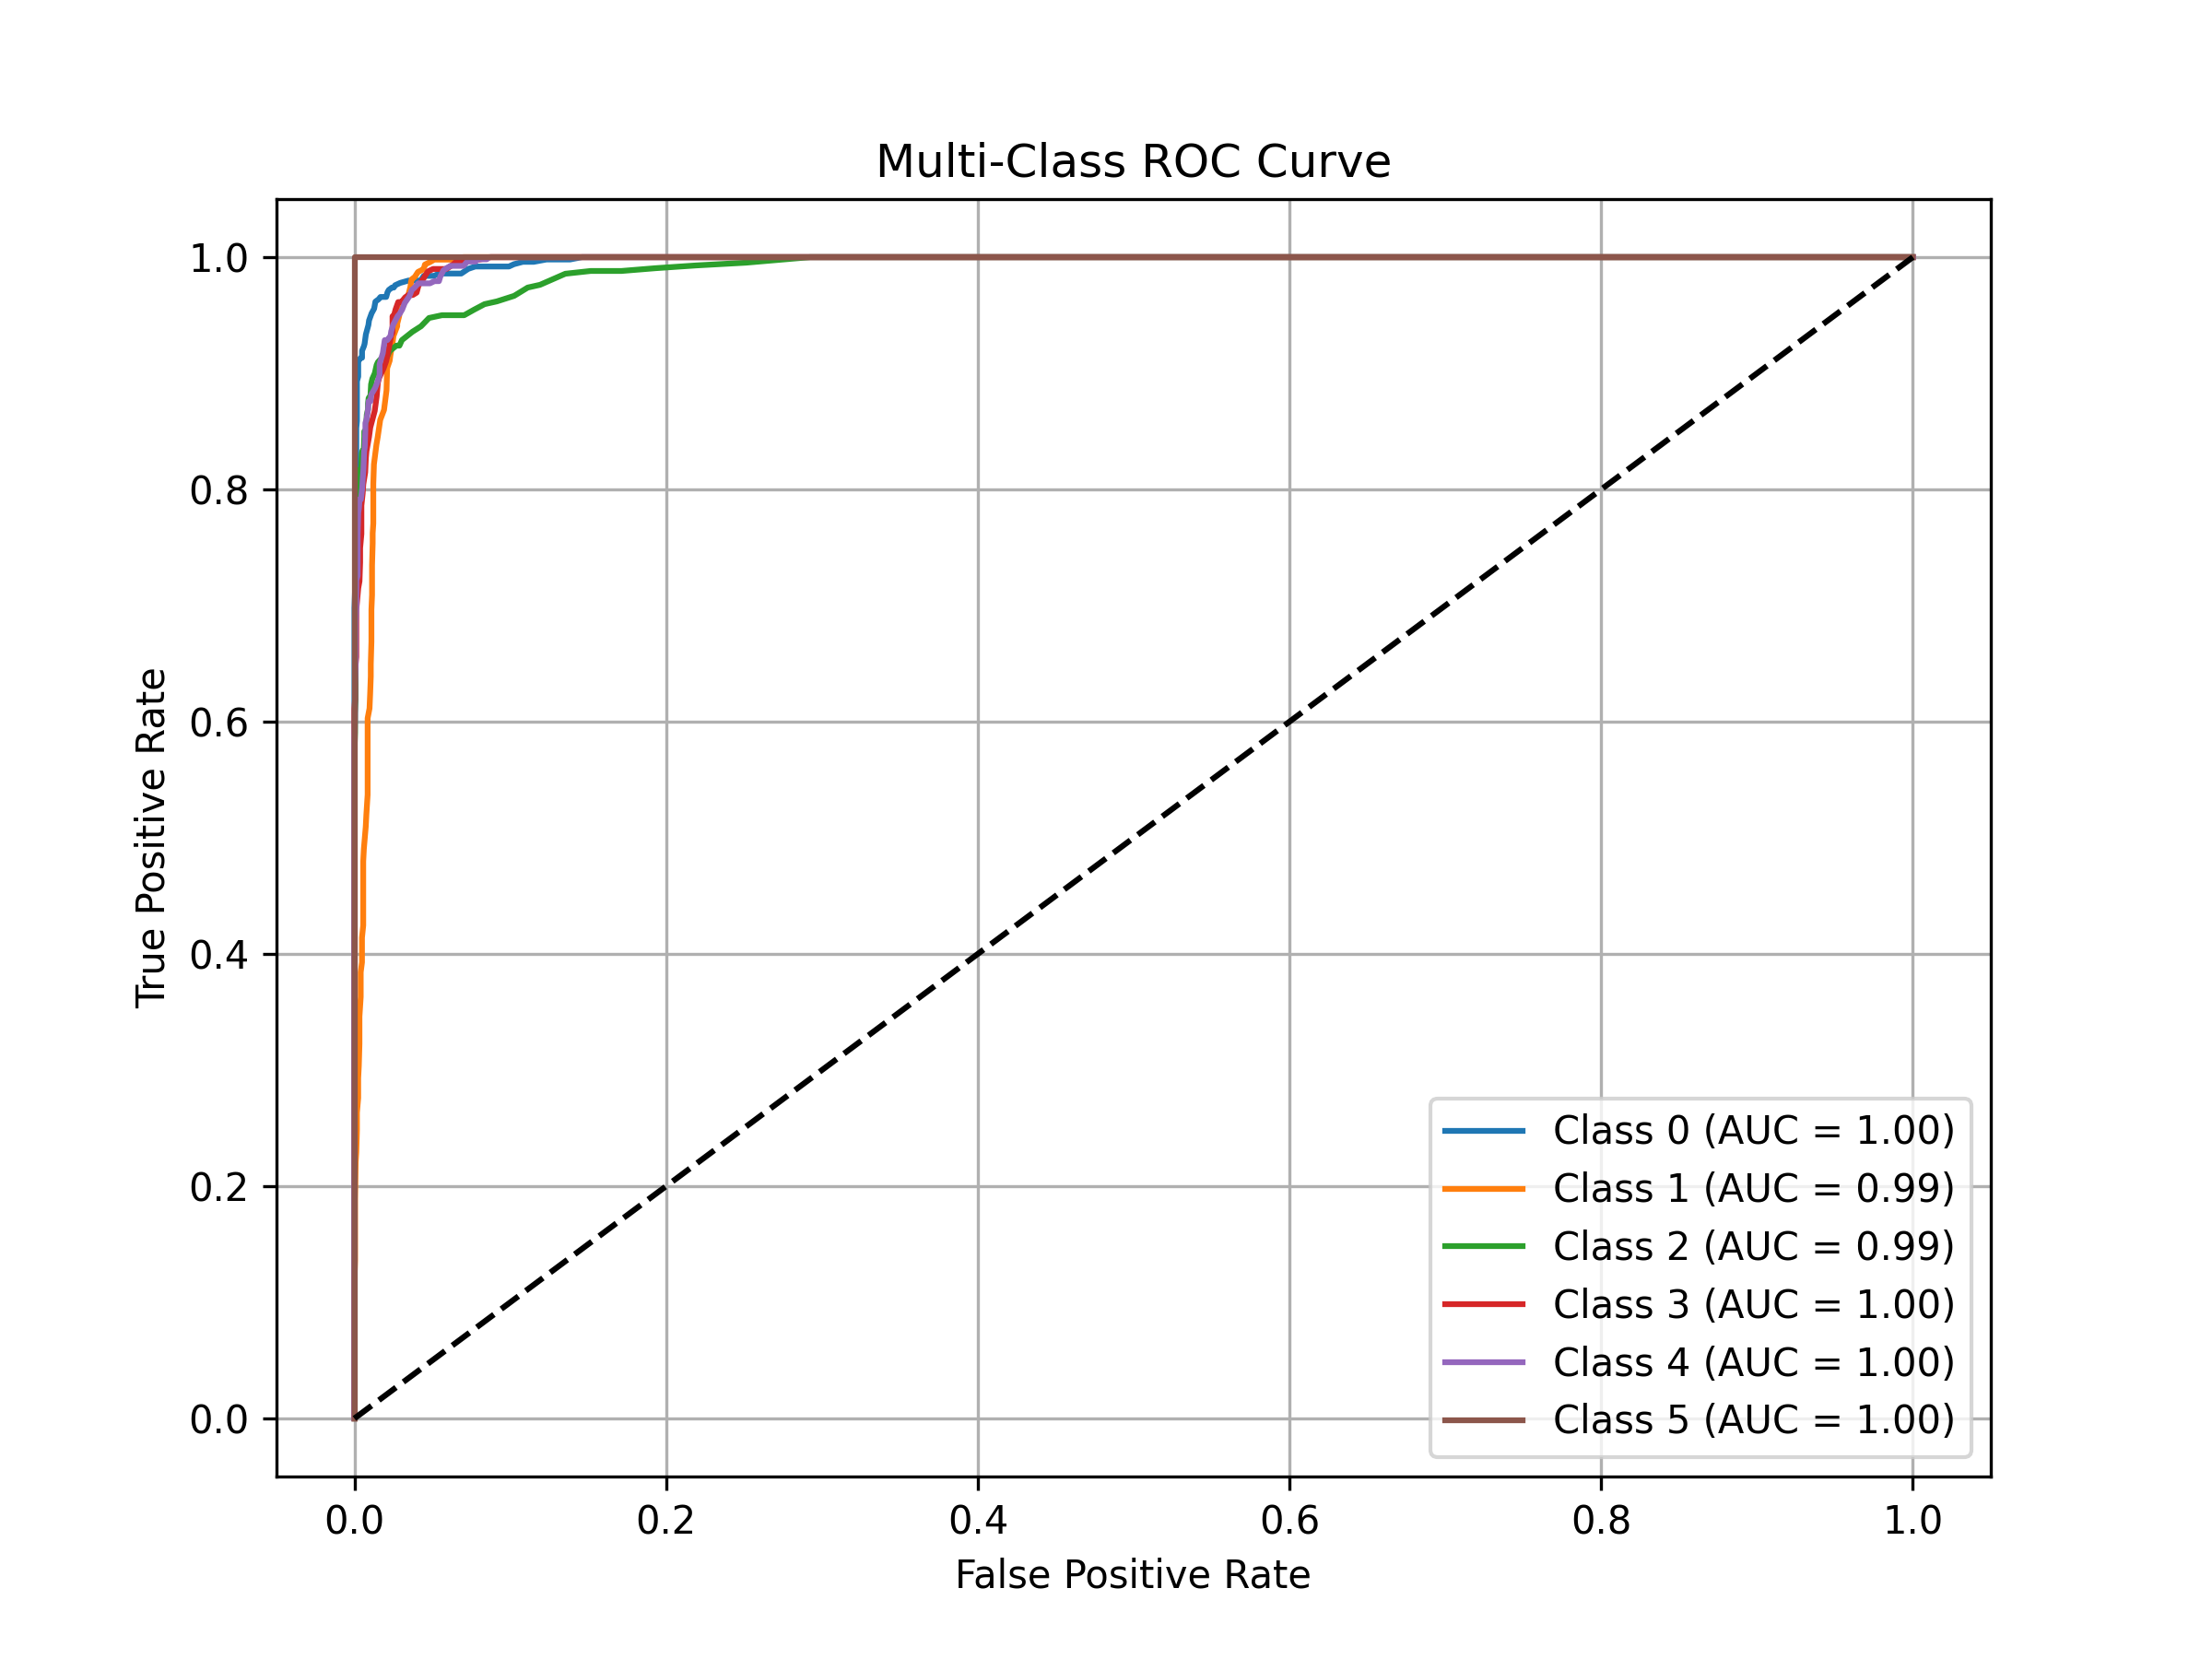 Multi-Class ROC Curve
1.0
0.8
0.6
0.4
0.2
0.0
True Positive Rate
Class 0 (AUC = 1.00)
Class 1 (AUC = 0.99)
Class 2 (AUC = 0.99)
Class 3 (AUC = 1.00)
Class 4 (AUC = 1.00)
Class 5 (AUC = 1.00)
0.0 0.2 0.4 0.6 0.8 1.0
False Positive Rate